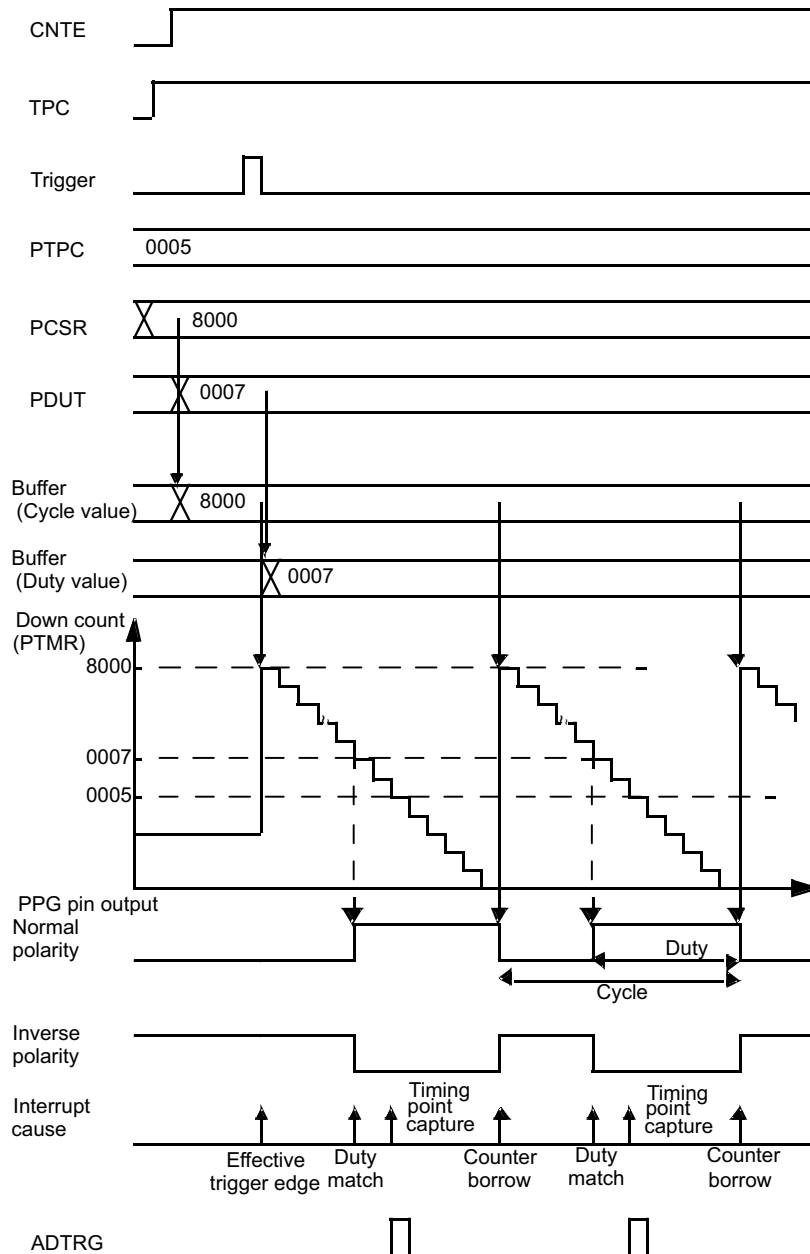 CNTE
TPC
Trigger
PTPC
0005
PCSR
8000
PDUT
0007
Buffer
(Cycle value)
8000
Buffer
(Duty value)
0007
Down count
(PTMR)
8000
0007
0005
PPG pin output
Normal
polarity
Duty
Cycle
Inverse
polarity
Interrupt
cause
Timing
point
capture
Timing
point
capture
Effective
trigger edge
Duty
match
Counter
borrow
Duty
match
Counter
borrow
ADTRG